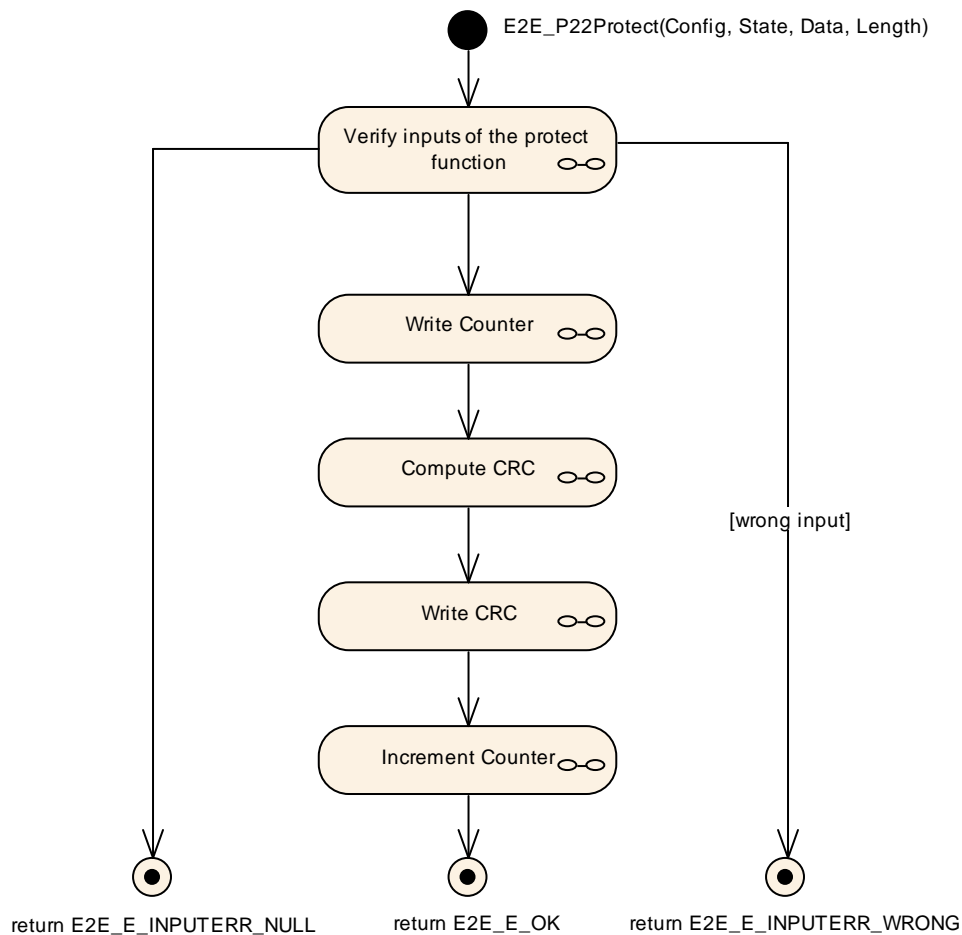 E2E_P22Protect(Config, State, Data, Length)
Verify inputs of the protect
function
Write Counter
Compute CRC
[wrong input]
Write CRC
Increment Counter
return E2E_E_INPUTERR_NULL
return E2E_E_OK
return E2E_E_INPUTERR_WRONG